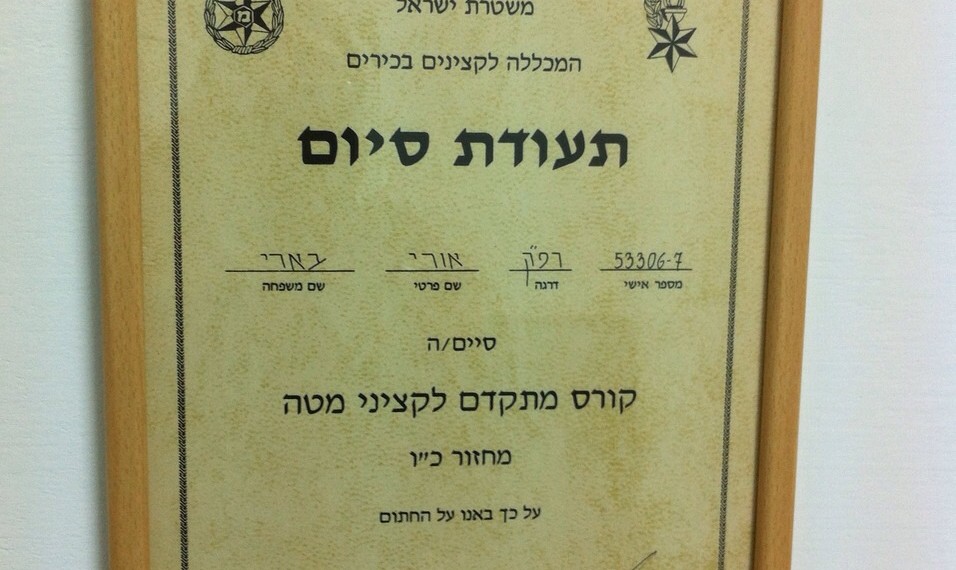 משטרת ישראל
המכללה לקצינים בכירים
תעודת סיום
53306-7 רפ"ק אורי בארי
מספר אישי דרגה שם פרטי שם משפחה
סיים/ה
קורס מתקדם לקציני מטה
מחזור כ"ו
על כך באנו על החתום